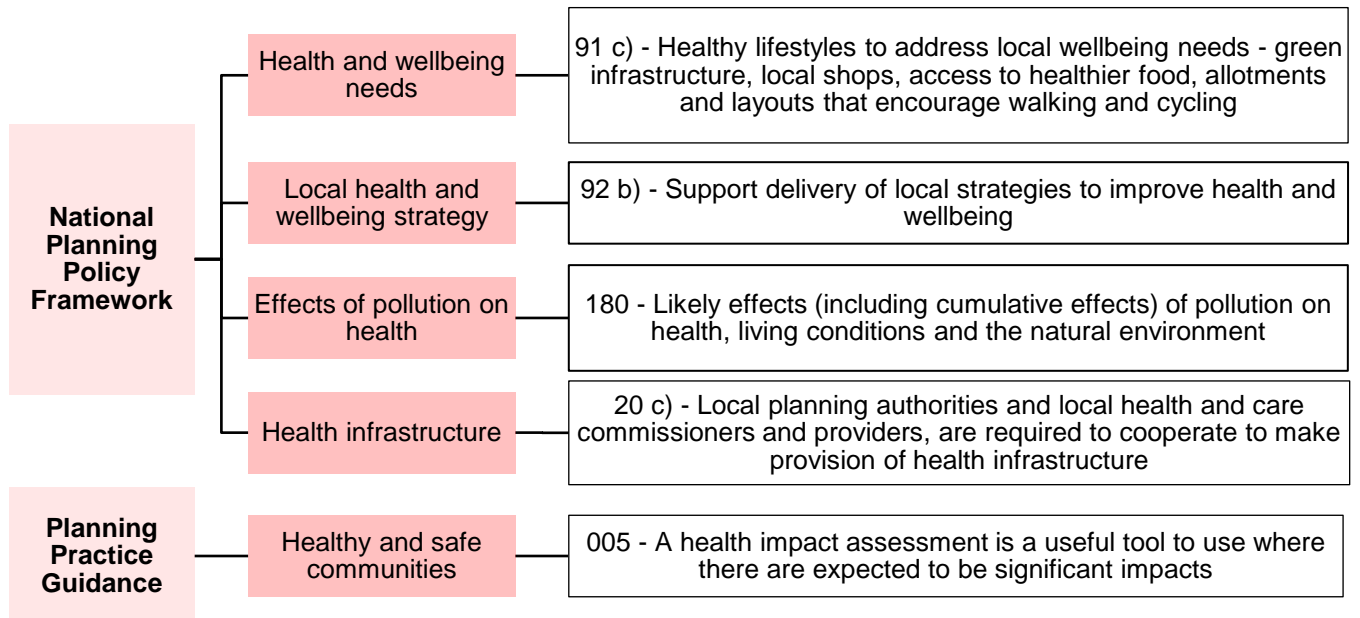 National
Planning
Policy
Framework
Health and wellbeing
needs
91 c) - Healthy lifestyles to address local wellbeing needs - green
infrastructure, local shops, access to healthier food, allotments
and layouts that encourage walking and cycling
Local health and
wellbeing strategy
92 b) - Support delivery of local strategies to improve health and
wellbeing
Effects of pollution on
health
180 - Likely effects (including cumulative effects) of pollution on
health, living conditions and the natural environment
Health infrastructure
20 c) - Local planning authorities and local health and care
commissioners and providers, are required to cooperate to make
provision of health infrastructure
Planning
Practice
Guidance
Healthy and safe
communities
005 - A health impact assessment is a useful tool to use where
there are expected to be significant impacts